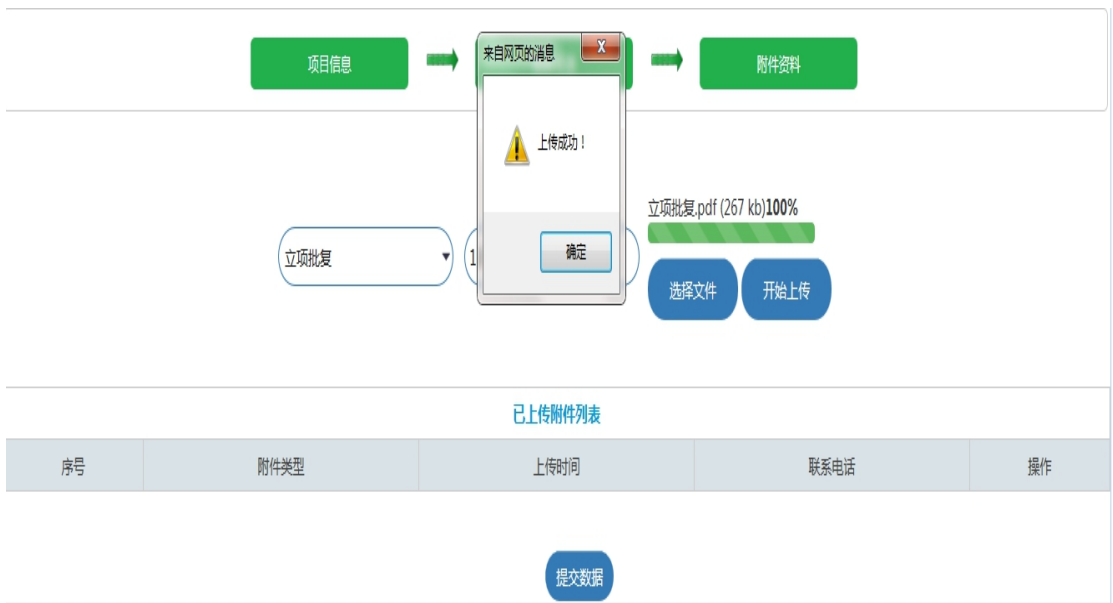 项目信息
附件资料
来自网页的消息
X
上传成功！
确定
立项批复.pdf (267 kb)100%
立项批复
1
选择文件
开始上传
已上传附件列表
序号 附件类型 上传时间 联系电话 操作
提交数据